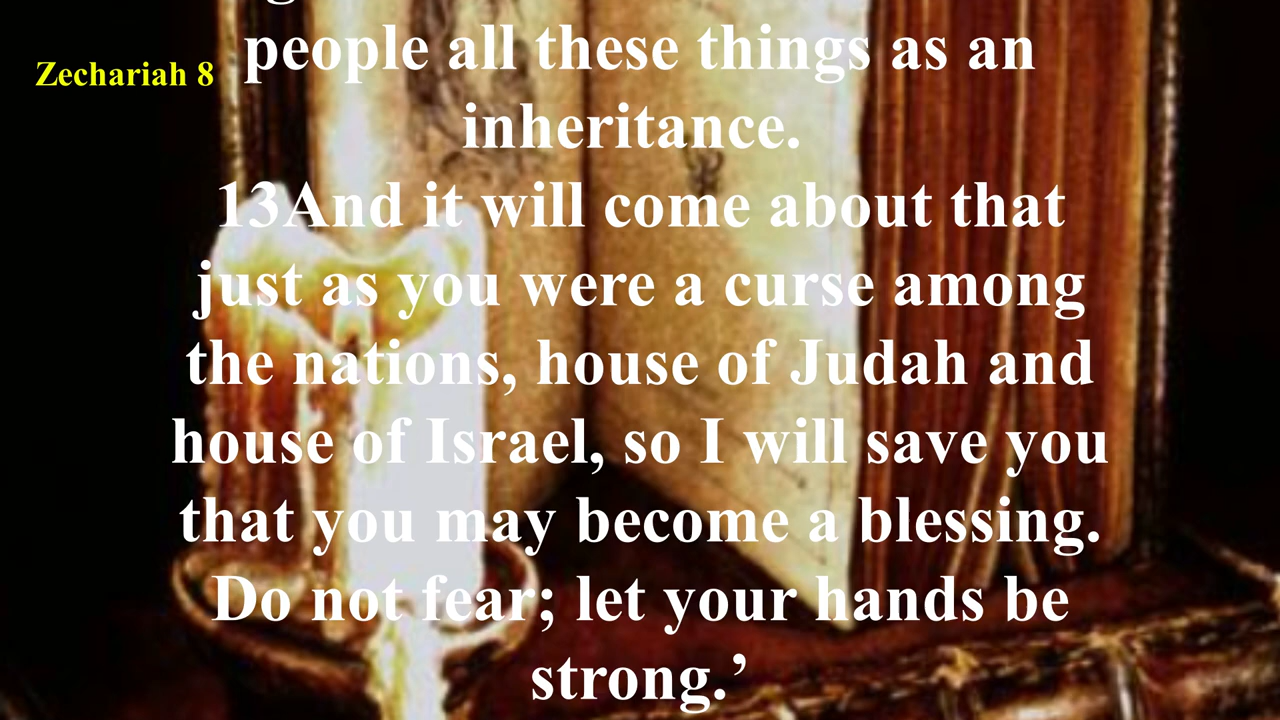 Zechariah 8
people all these things as an
inheritance.
13And it will come about that
just as you were a curse among
the nations, house of Judah and
house of Israel, so I will save you
that you may become a blessing.
Do not fear; let your hands be
strong.’